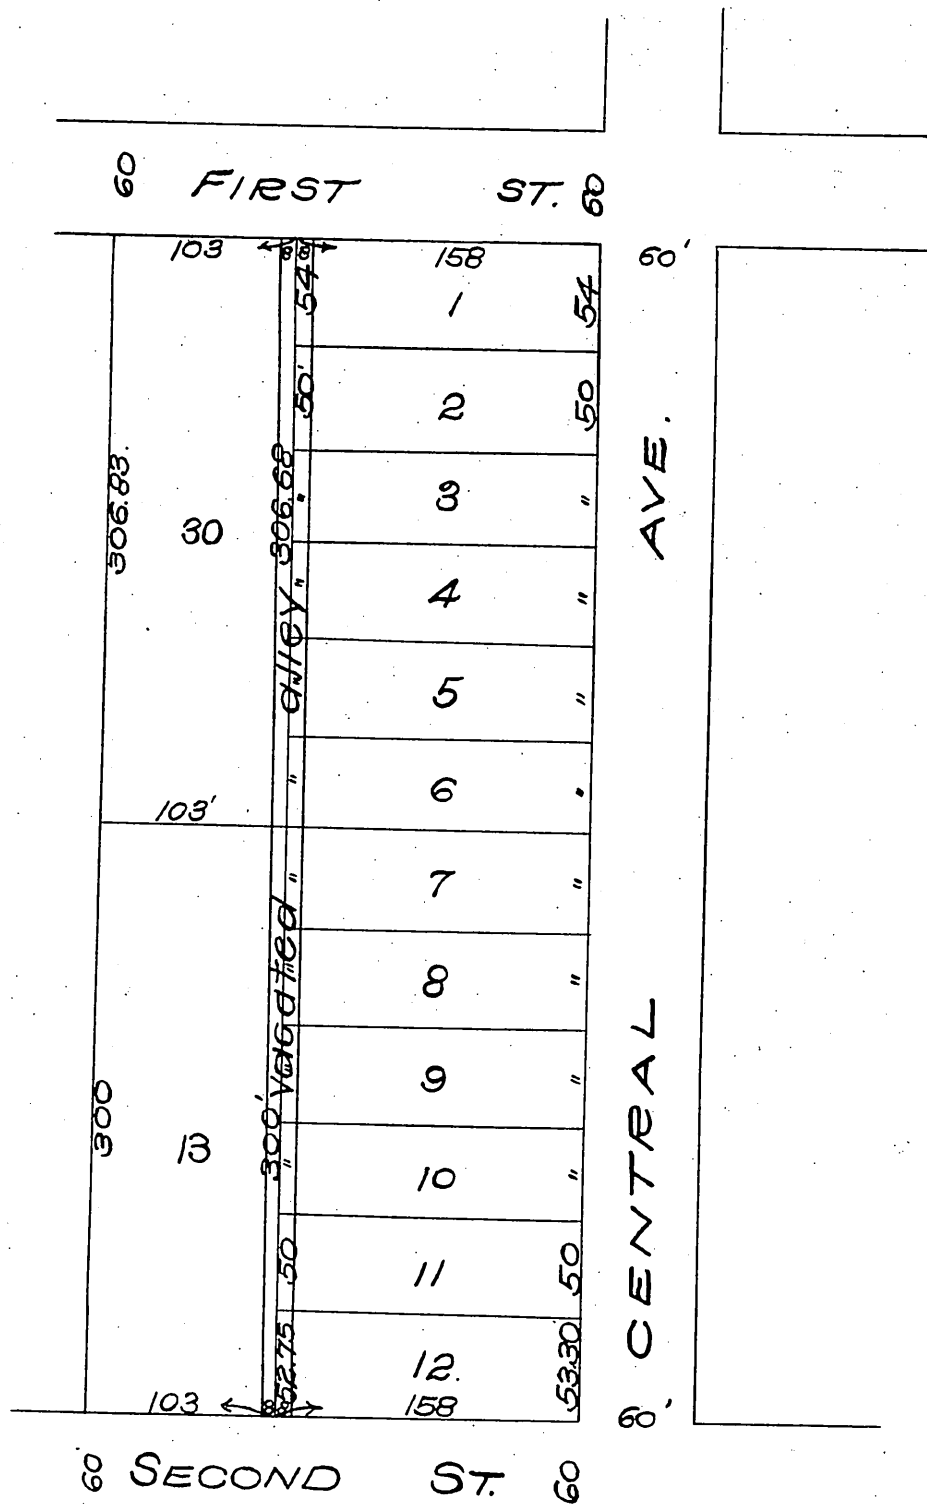 60 FIRST ST. 60
103 8 8 158 60'
54 1 54
50' 2 50
306.83. 30 306.68 " 3 "
" 4 "
alley
" 5 "
103' " 6 "
" 7 "
Vacated
" 8 "
" 9 "
300 13 300' " 10 "
50 11 50
52.75 12. 53.30
103 8 8 158 60'
CENTRAL AVE.
60 SECOND ST. 60